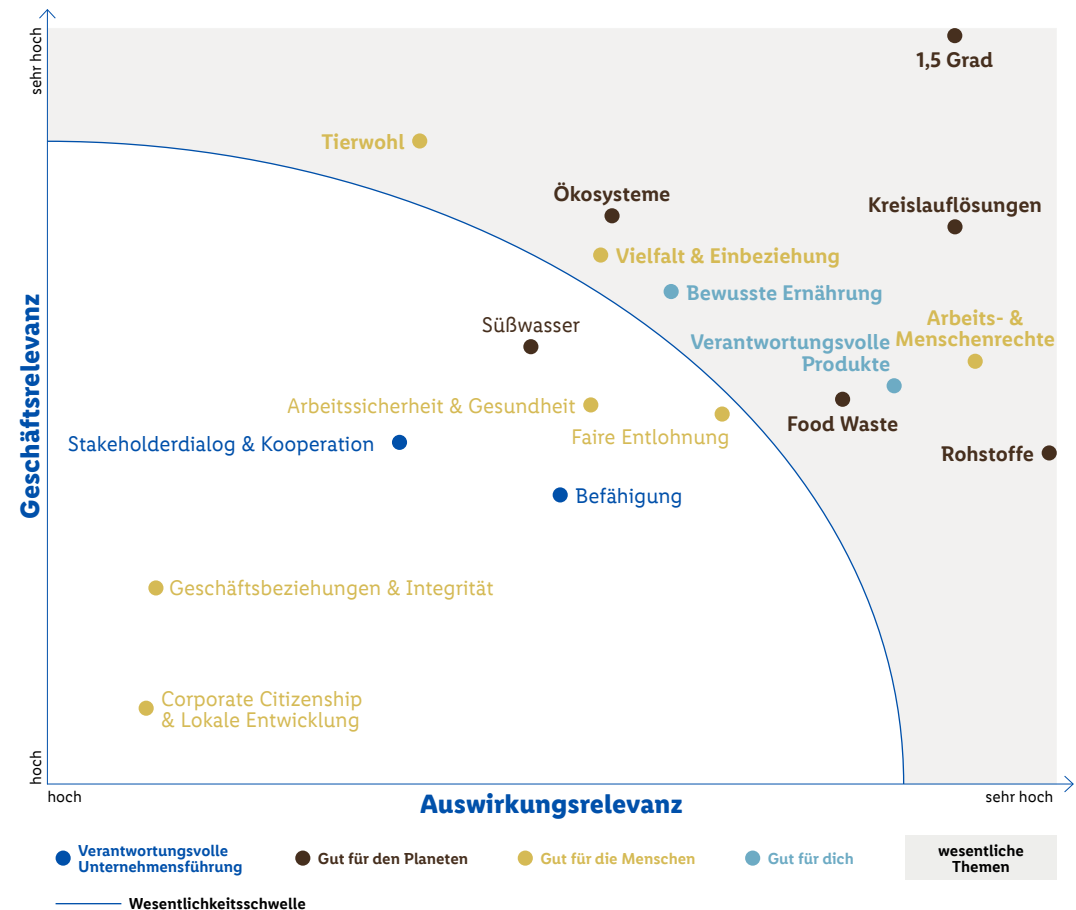 sehr hoch
1,5 Grad
Tierwohl
Ökosysteme
Kreislauflösungen
Vielfalt & Einbeziehung
Bewusste Ernährung
Geschäftsrelevanz
Süßwasser
Arbeits- &
Menschenrechte
Verantwortungsvolle
Produkte
Arbeitssicherheit & Gesundheit
Faire Entlohnung
Food Waste
Stakeholderdialog & Kooperation
Rohstoffe
Befähigung
Geschäftsbeziehungen & Integrität
Corporate Citizenship
& Lokale Entwicklung
hoch
hoch
Auswirkungsrelevanz
sehr hoch
Verantwortungsvolle
Unternehmensführung
Gut für den Planeten
Gut für die Menschen
Gut für dich
wesentliche
Themen
Wesentlichkeitsschwelle